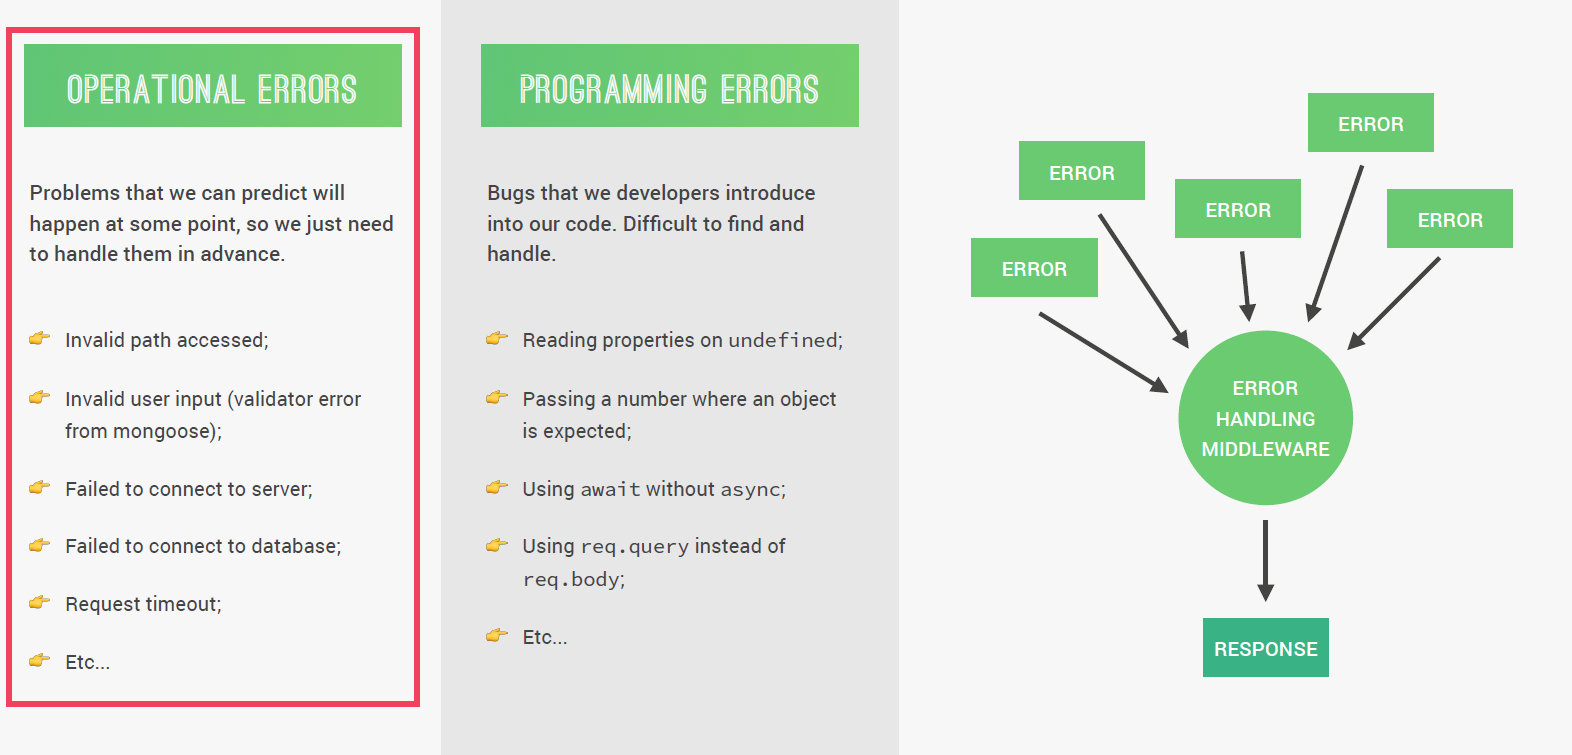 OPERATIONAL ERRORS
Problems that we can predict will
happen at some point, so we just need
to handle them in advance.
Invalid path accessed;
Invalid user input (validator error
from mongoose);
Failed to connect to server;
Failed to connect to database;
Request timeout;
Etc...
PROGRAMMING ERRORS
Bugs that we developers introduce
into our code. Difficult to find and
handle.
Reading properties on undefined;
Passing a number where an object
is expected;
Using await without async;
Using req.query instead of
req.body;
Etc...
ERROR
ERROR
ERROR
ERROR
ERROR
ERROR
HANDLING
MIDDLEWARE
RESPONSE